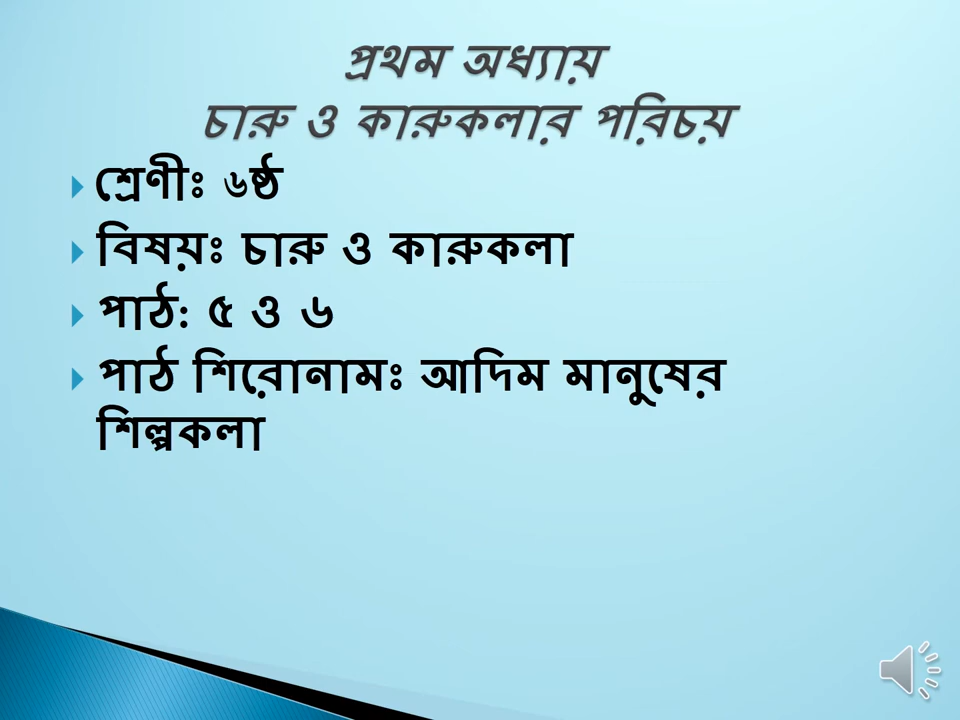 প্রথম অধ্যায়
চারু ও কারুকলার পরিচয়
শ্রেণীঃ ৬ষ্ঠ
বিষয়ঃ চারু ও কারুকলা
পাঠ: ৫ ও ৬
পাঠ শিরোনামঃ আদিম মানুষের
শিল্পকলা